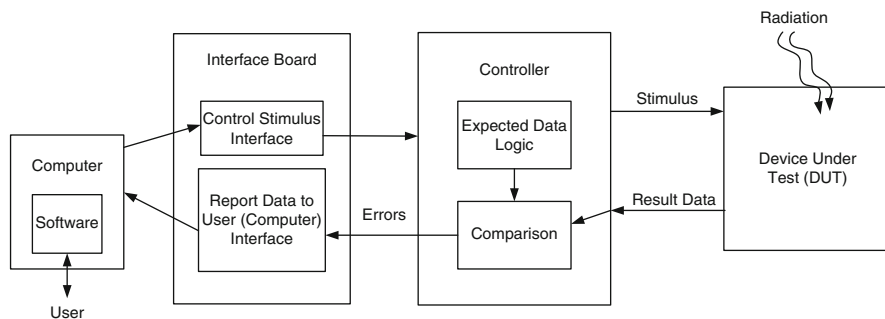 Radiation
Interface Board
Controller
Stimulus
Control Stimulus
Interface
Expected Data
Logic
Computer
Device Under
Test (DUT)
Report Data to
User (Computer)
Interface
Result Data
Software
Errors
Comparison
User